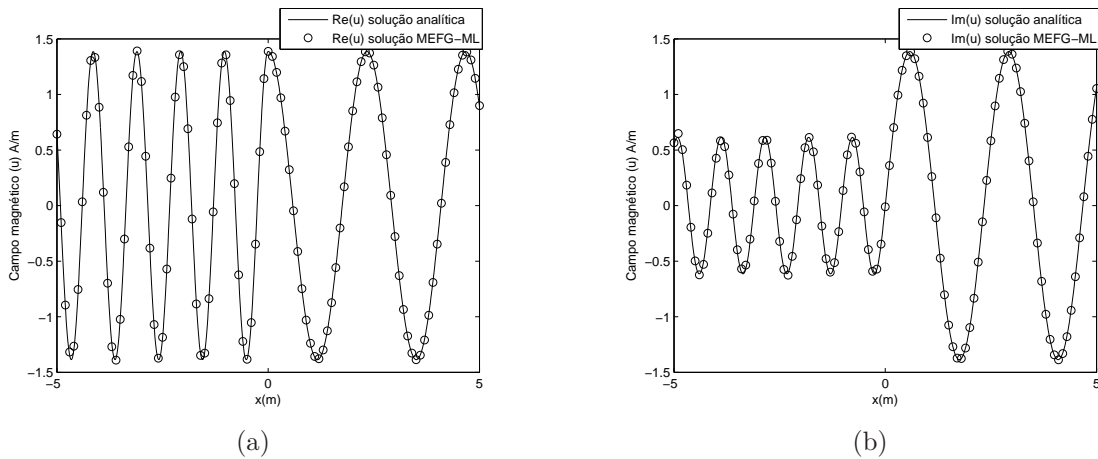 Re(u) solução analítica
Re(u) solução MEFG−ML
1.5
1
0.5
0
−0.5
−1
−1.5
−5
0
5
x(m)
Campo magnético (u) A/m
(a)
Im(u) solução analítica
Im(u) solução MEFG−ML
1.5
1
0.5
0
−0.5
−1
−1.5
−5
0
5
x(m)
Campo magnético (u) A/m
(b)